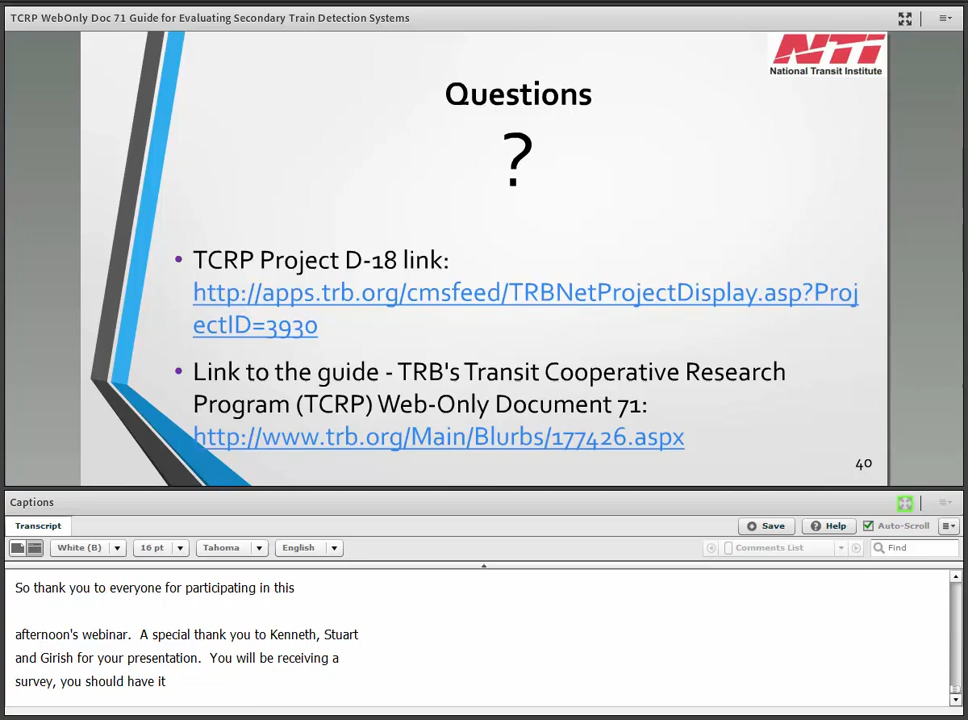 TCRP WebOnly Doc 71 Guide for Evaluating Secondary Train Detection Systems
NTI
National Transit Institute
Questions
?
• TCRP Project D-18 link:
http://apps.trb.org/cmsfeed/TRBNetProjectDisplay.asp?Proj
ectID=3930
• Link to the guide - TRB's Transit Cooperative Research
Program (TCRP) Web-Only Document 71:
http://www.trb.org/Main/Blurbs/177426.aspx
40
Captions
Transcript
Save
Help
Auto-Scroll
White (B)
16 pt
Tahoma
English
Comments List
Find
So thank you to everyone for participating in this
afternoon's webinar.  A special thank you to Kenneth, Stuart
and Girish for your presentation.  You will be receiving a
survey, you should have it